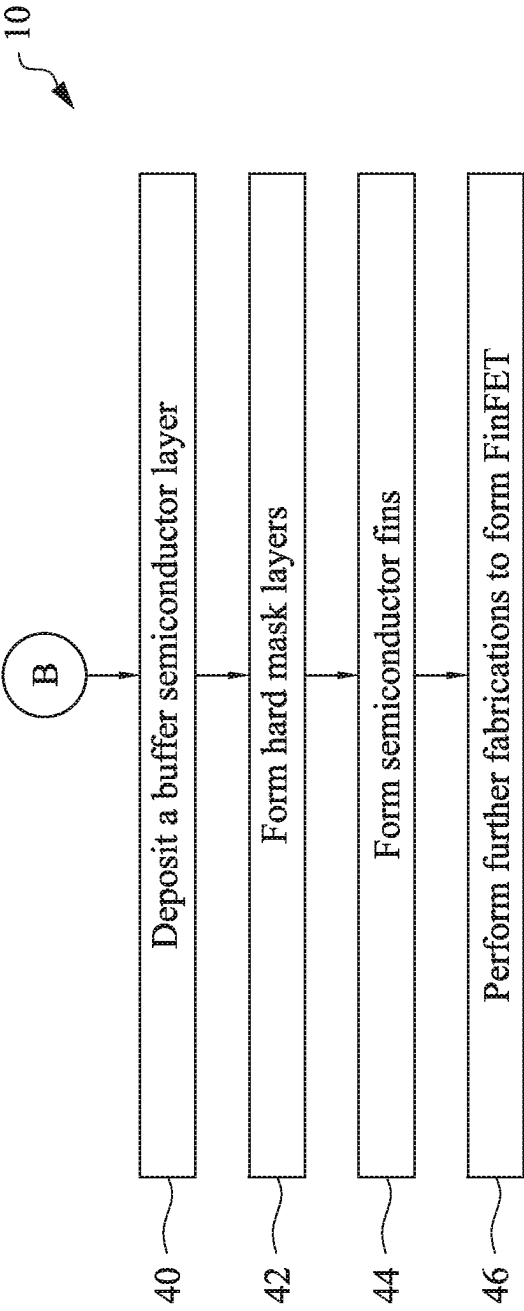 10
B
40
Deposit a buffer semiconductor layer
42
Form hard mask layers
44
Form semiconductor fins
46
Perform further fabrications to form FinFET